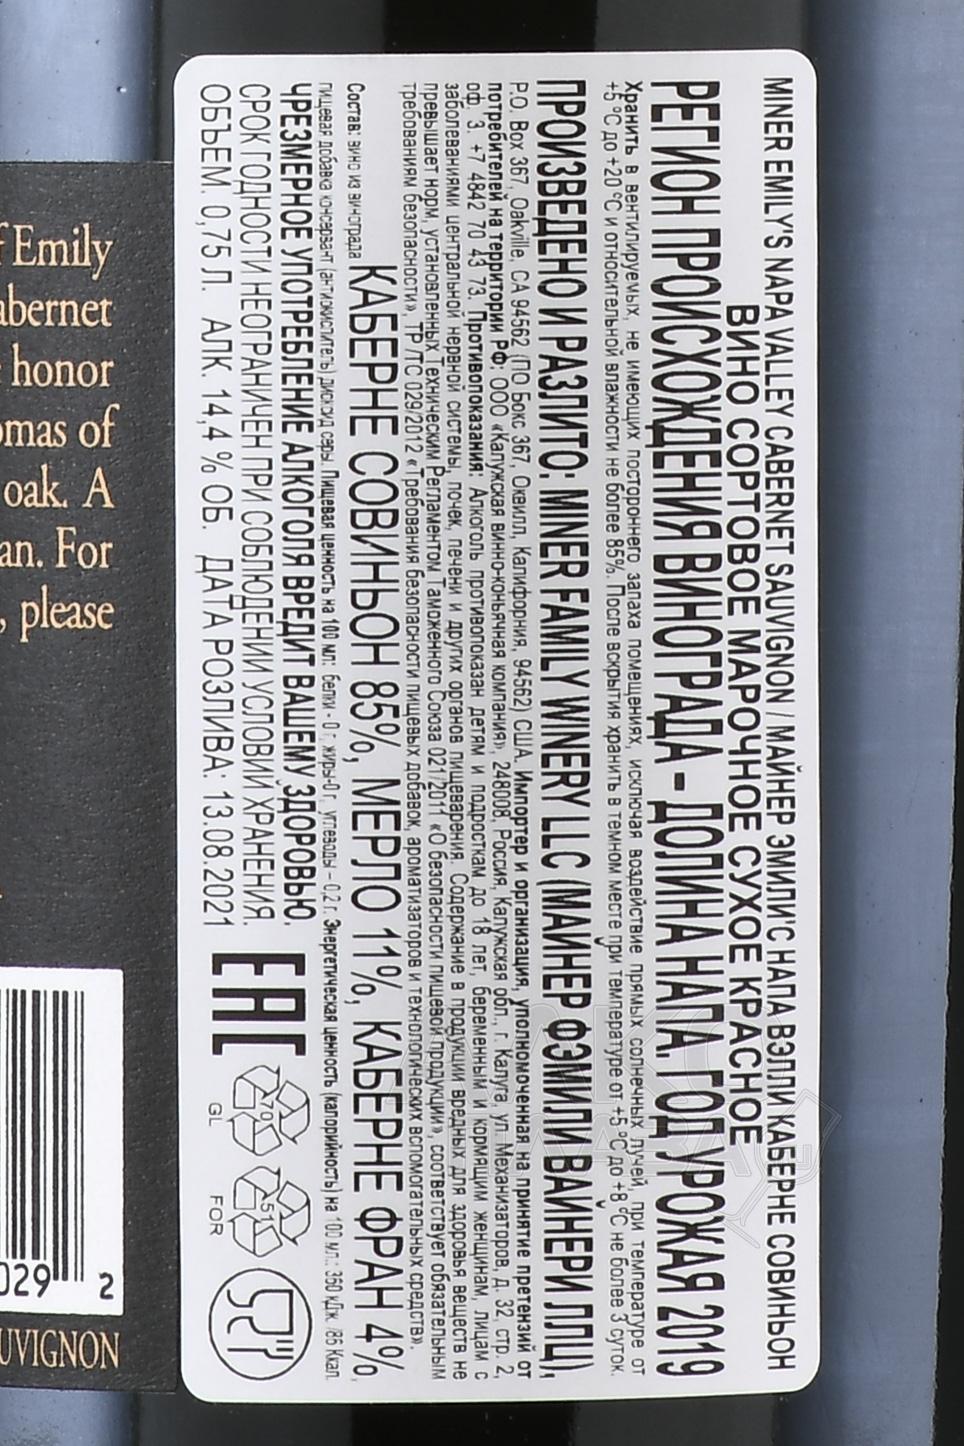 MINER EMILY'S NAPA VALLEY CABERNET SAUVIGNON / МАЙНЕР ЭМИЛИ'С НАПА ВЭЛЛИ КАБЕРНЕ СОВИНЬОН
ВИНО СОРТОВОЕ МАРОЧНОЕ СУХОЕ КРАСНОЕ
РЕГИОН ПРОИСХОЖДЕНИЯ ВИНОГРАДА - ДОЛИНА НАПА. ГОД УРОЖАЯ 2019
Хранить в вентилируемых, не имеющих постороннего запаха помещениях, исключая воздействие прямых солнечных лучей, при температуре от
+5 °С до +20 °С и относительной влажности не более 85%. После вскрытия хранить в темном месте при температуре от +5 °С до +8 °С не более 3 суток.
ПРОИЗВЕДЕНО И РАЗЛИТО: MINER FAMILY WINERY LLC (МАЙНЕР ФЭМИЛИ ВАЙНЕРИ ЛЛЦ),
P.O. Box 367, Oakville, CA 94562 (ПО Бокс 367, Оквилл, Калифорния, 94562) США. Импортер и организация, уполномоченная на принятие претензий от
потребителей на территории РФ: ООО «Калужская винно-коньячная компания», 248008, Россия, Калужская обл., г. Калуга, ул. Механизаторов, д. 32, стр. 2,
оф. 3. +7 4842 70 43 73. Противопоказания: Алкоголь противопоказан детям и подросткам до 18 лет, беременным и кормящим женщинам, лицам с
заболеваниями центральной нервной системы, почек, печени и других органов пищеварения. Содержание в продукции вредных для здоровья веществ не
превышает норм, установленных Техническим Регламентом Таможенного Союза 021/2011 «О безопасности пищевой продукции», соответствует обязательным
требованиям безопасности», ТР/ТС 029/2012 «Требования безопасности пищевых добавок, ароматизаторов и технологических вспомогательных средств».
Состав: вино из винограда КАБЕРНЕ СОВИНЬОН 85%, МЕРЛО 11%, КАБЕРНЕ ФРАН 4%,
пищевая добавка консервант (антиокислитель) диоксид серы. Пищевая ценность на 100 мл: белки - 0 г, жиры-0 г, углеводы – 0,2 г. Энергетическая ценность (калорийность) на 100 мл.: 360 кДж. /86 Ккал.
ЧРЕЗМЕРНОЕ УПОТРЕБЛЕНИЕ АЛКОГОЛЯ ВРЕДИТ ВАШЕМУ ЗДОРОВЬЮ.
СРОК ГОДНОСТИ НЕОГРАНИЧЕН ПРИ СОБЛЮДЕНИИ УСЛОВИЙ ХРАНЕНИЯ.
ОБЪЕМ. 0,75 Л. АЛК. 14,4 % ОБ. ДАТА РОЗЛИВА: 13.08.2021
EAC
70
GL
51
FOR
f Emily
abernet
honor
omas of
oak. A
an. For
, please
029 2
UVIGNON